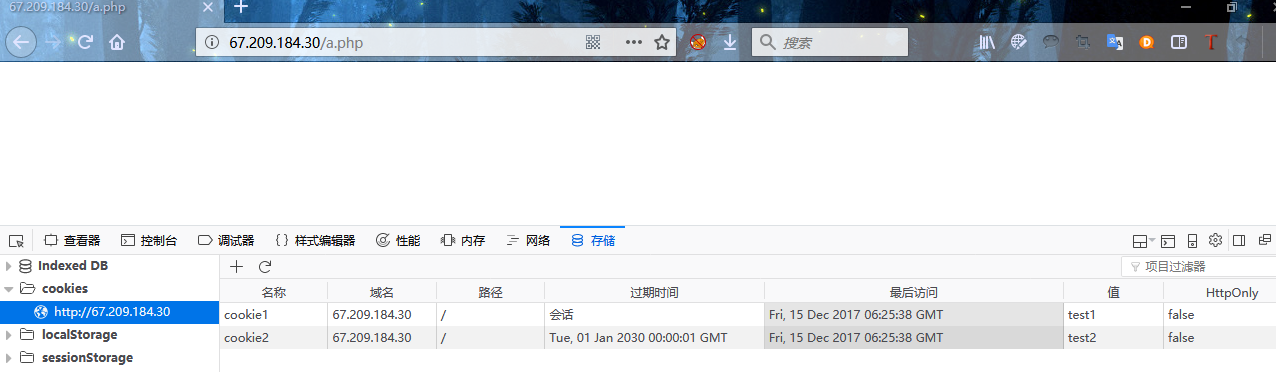 67.209.184.30/a.php
67.209.184.30/a.php 搜索
查看器 控制台 调试器 样式编辑器 性能 内存 网络 存储
Indexed DB
cookies
http://67.209.184.30
localStorage
sessionStorage
项目过滤器
名称 域名 路径 过期时间 最后访问 值 HttpOnly
cookie1 67.209.184.30 / 会话 Fri, 15 Dec 2017 06:25:38 GMT test1 false
cookie2 67.209.184.30 / Tue, 01 Jan 2030 00:00:01 GMT Fri, 15 Dec 2017 06:25:38 GMT test2 false